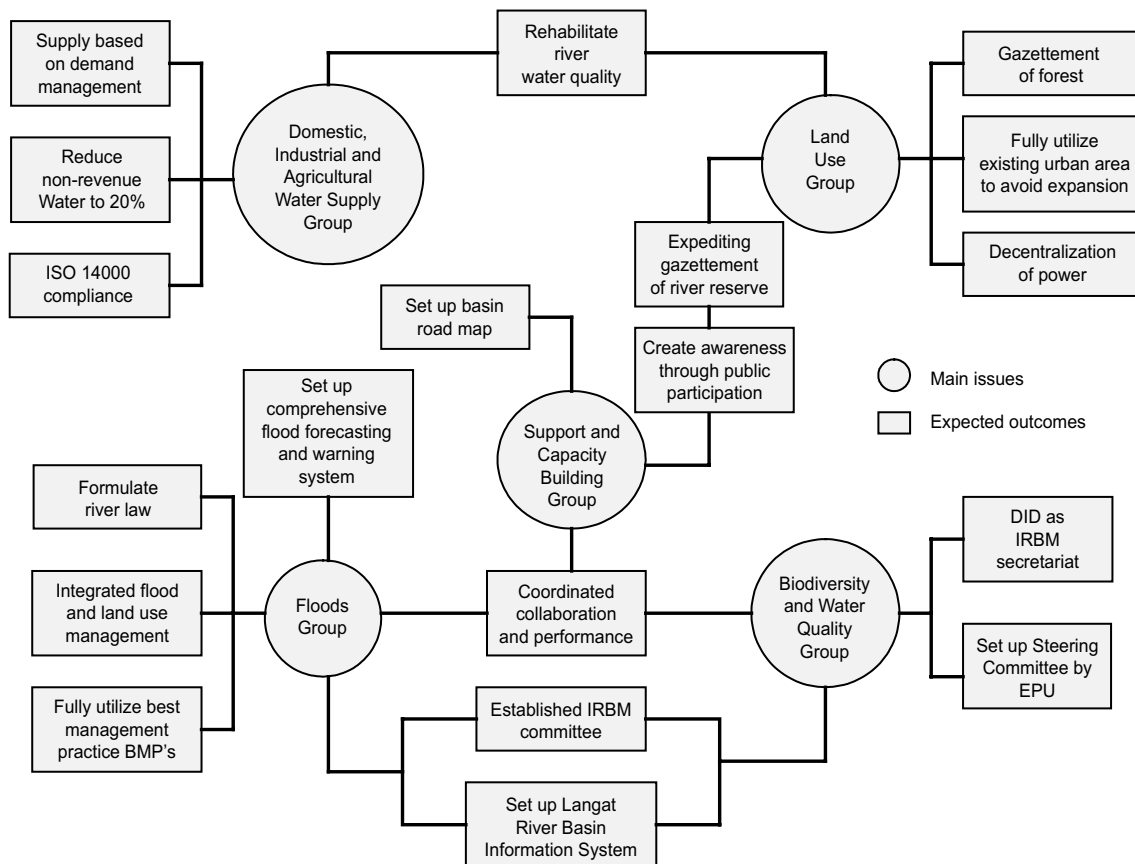 Supply based
on demand
management
Reduce
non-revenue
Water to 20%
ISO 14000
compliance
Domestic,
Industrial and
Agricultural
Water Supply
Group
Rehabilitate
river
water quality
Land
Use
Group
Gazettement
of forest
Fully utilize
existing urban area
to avoid expansion
Decentralization
of power
Expediting
gazettement
of river reserve
Create awareness
through public
participation
Set up basin
road map
Support and
Capacity
Building
Group
Main issues
Expected outcomes
Set up
comprehensive
flood forecasting
and warning
system
Formulate
river law
Integrated flood
and land use
management
Fully utilize best
management
practice BMP's
Floods
Group
Coordinated
collaboration
and performance
Biodiversity
and Water
Quality
Group
DID as
IRBM
secretariat
Set up Steering
Committee by
EPU
Established IRBM
committee
Set up Langat
River Basin
Information System